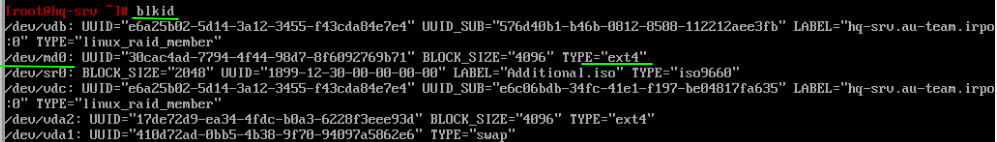 [root@hq-srv ~]# blkid
/dev/vdb: UUID="e6a25b02-5d14-3a12-3455-f43cda84e7e4" UUID_SUB="576d40b1-b46b-0812-8508-112212aee3fb" LABEL="hq-srv.au-team.irpo
:0" TYPE="linux_raid_member"
/dev/md0: UUID="30cac4ad-7794-4f44-98d7-8f6092769b71" BLOCK_SIZE="4096" TYPE="ext4"
/dev/sr0: BLOCK_SIZE="2048" UUID="1899-12-30-00-00-00-00" LABEL="Additional.iso" TYPE="iso9660"
/dev/vdc: UUID="e6a25b02-5d14-3a12-3455-f43cda84e7e4" UUID_SUB="e6c06bdb-34fc-41e1-f197-be04817fa635" LABEL="hq-srv.au-team.irpo
:0" TYPE="linux_raid_member"
/dev/vda2: UUID="17de72d9-ea34-4fdc-b0a3-6228f3eee93d" BLOCK_SIZE="4096" TYPE="ext4"
/dev/vda1: UUID="410d72ad-0bb5-4b38-9f70-94097a5862e6" TYPE="swap"